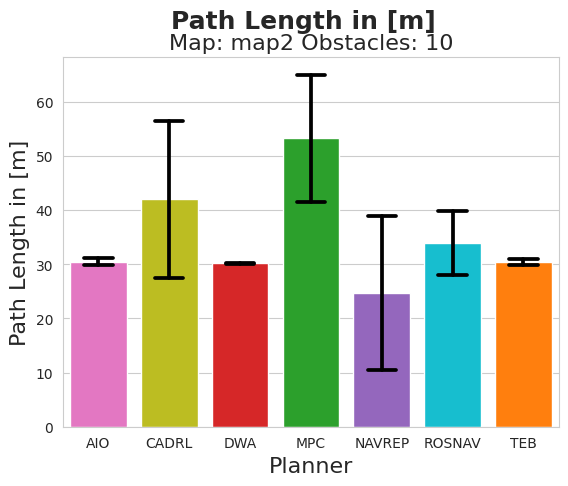 Path Length in [m]
Map: map2 Obstacles: 10
Path Length in [m]
60
50
40
30
20
10
0
AIO CADRL DWA MPC NAVREP ROSNAV TEB
Planner